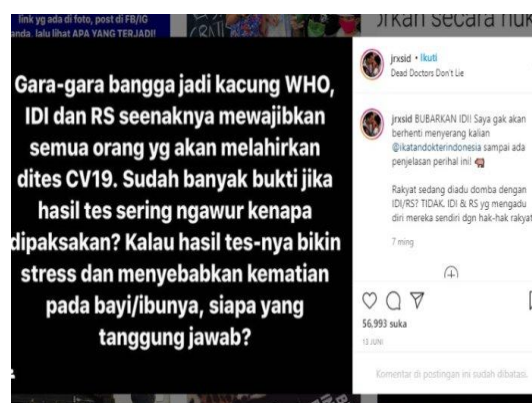 link yg ada di foto, post di FB/IG
anda, lalu lihat APA YANG TERJADI!
Gara-gara bangga jadi kacung WHO,
IDI dan RS seenaknya mewajibkan
semua orang yg akan melahirkan
dites CV19. Sudah banyak bukti jika
hasil tes sering ngawur kenapa
dipaksakan? Kalau hasil tes-nya bikin
stress dan menyebabkan kematian
pada bayi/ibunya, siapa yang
tanggung jawab?
secara
jrxsid • Ikuti
Dead Doctors Don't Lie
jrxsid BUBARKAN IDI! Saya gak akan
berhenti menyerang kalian
@ikatandokterindonesia sampai ada
penjelasan perihal ini! 🐖
Rakyat sedang diadu domba dengan
IDI/RS? TIDAK. IDI & RS yg mengadu
diri mereka sendiri dgn hak-hak rakyat
7 ming
56.993 suka
13 JUNI
Komentar di postingan ini sudah dibatasi.